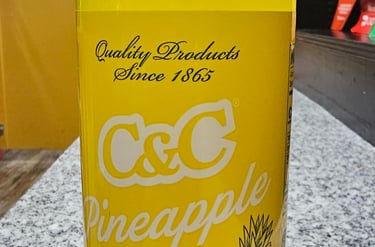 Quality Products
Since 1865
C&C
Pineapple